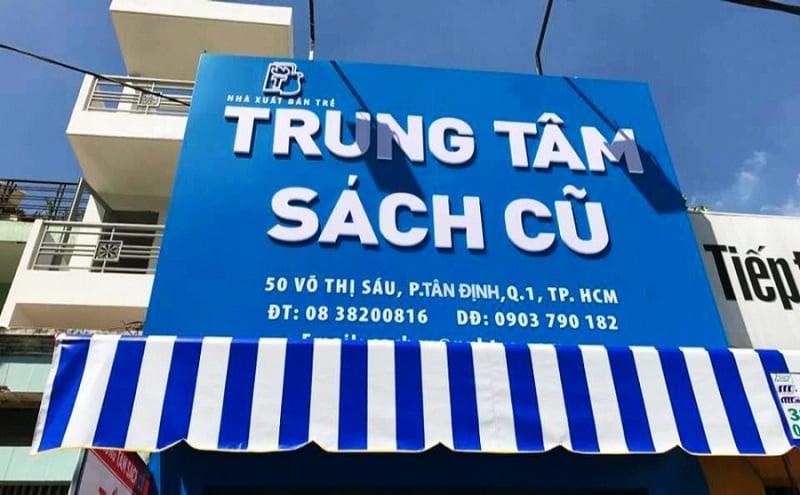 NHÀ XUẤT BẢN TRẺ
TRUNG TÂM
SÁCH CŨ
50 VÕ THỊ SÁU, P.TÂN ĐỊNH,Q.1, TP. HCM
ĐT: 08 38200816 DĐ: 0903 790 182
Tiếp